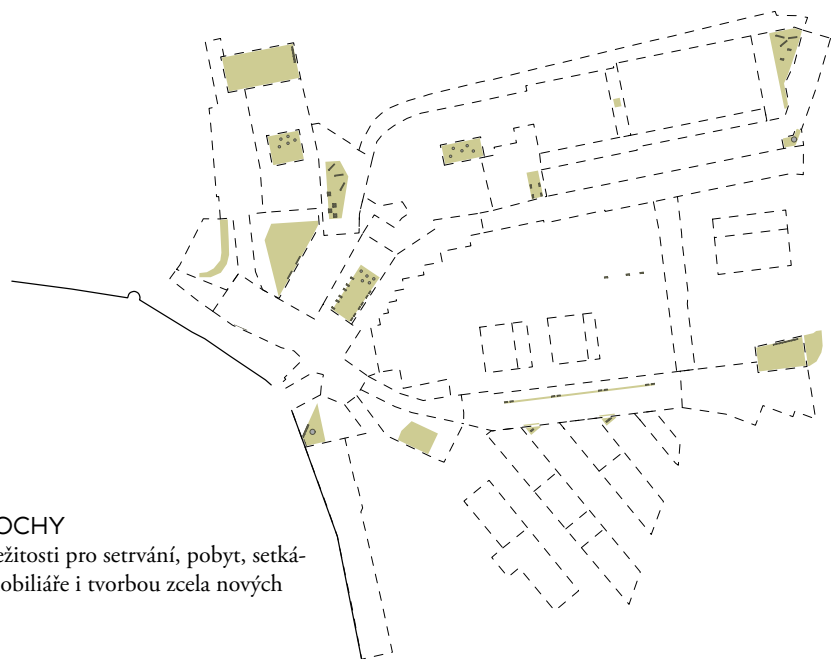 OCHY
ežitosti pro setrvání, pobyt, setká-
obiliáře i tvorbou zcela nových